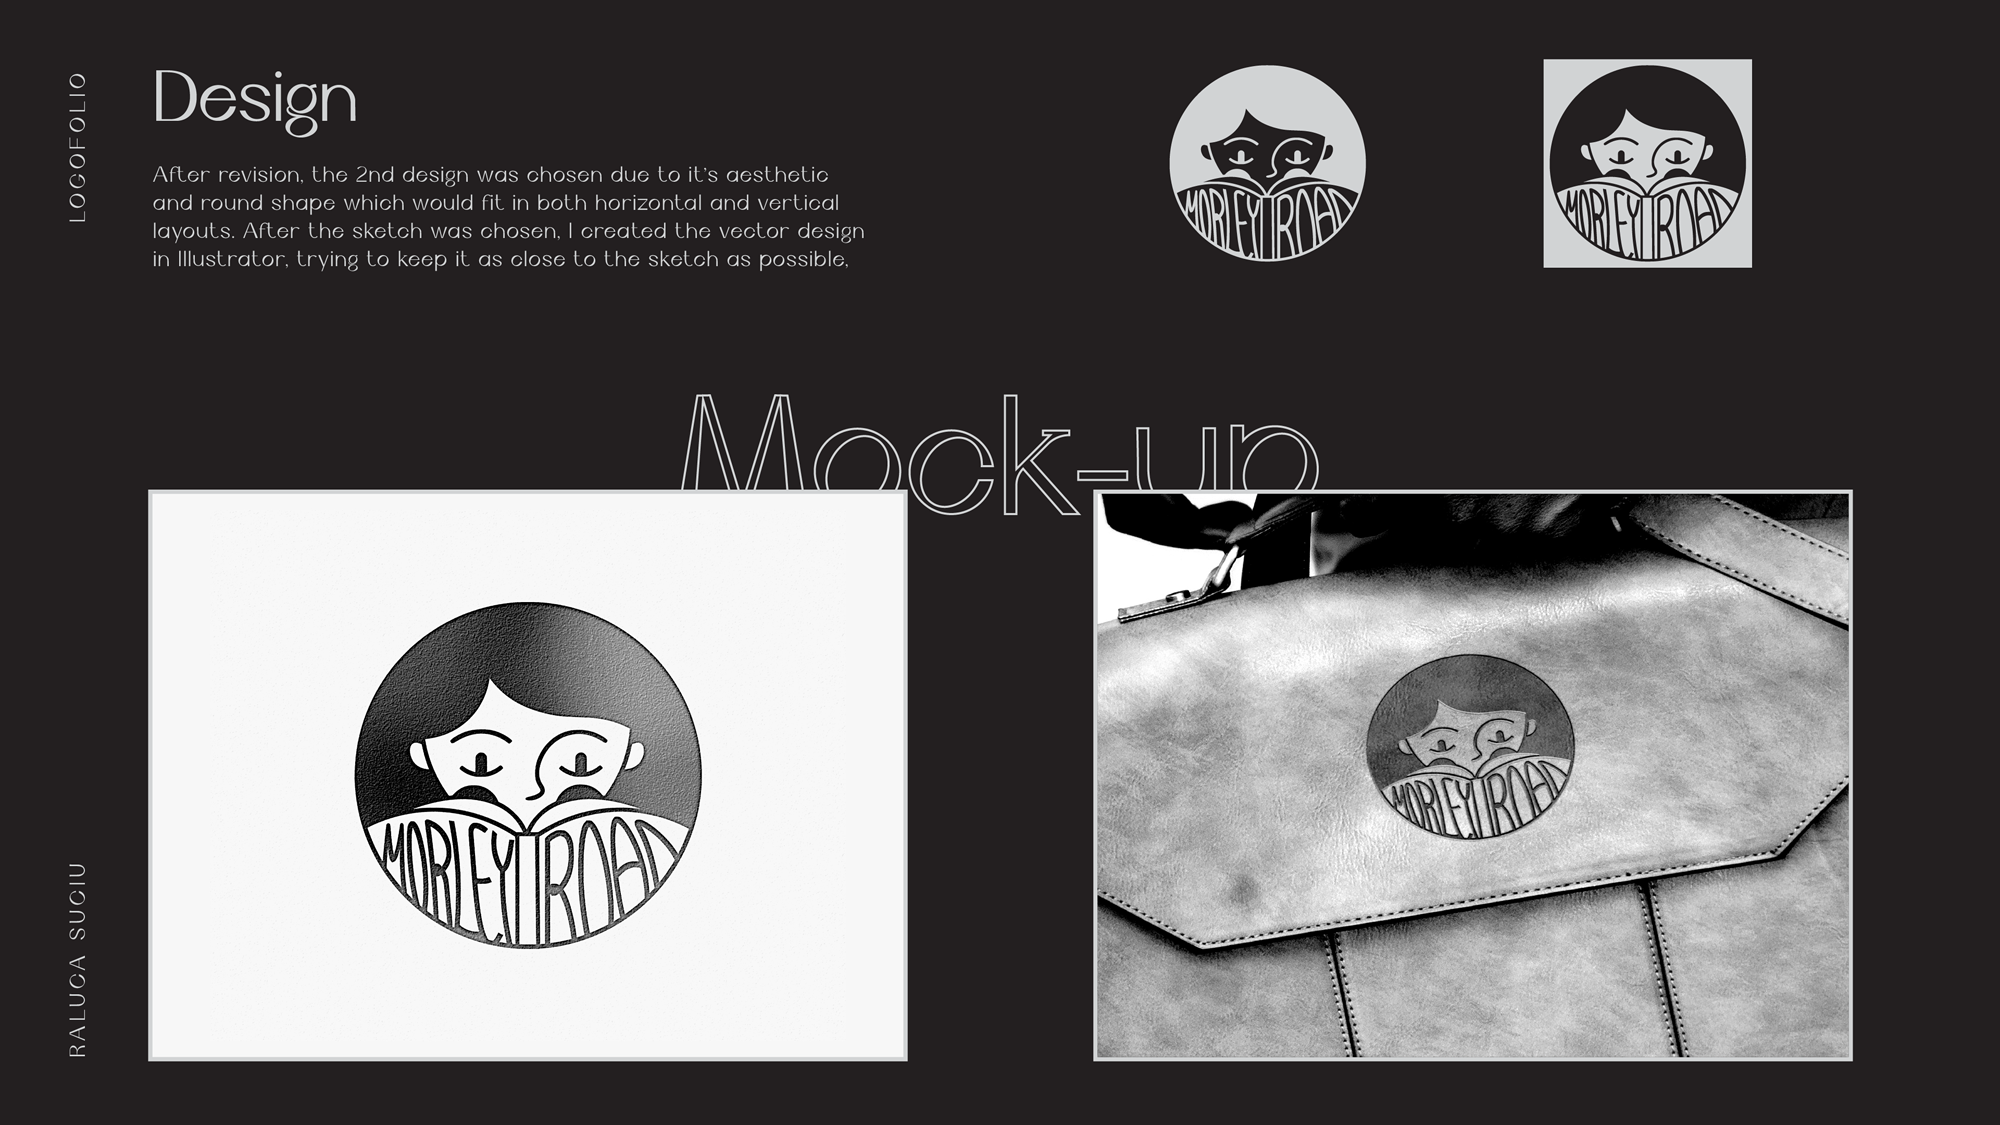 LOGOFOLIO
Design
After revision, the 2nd design was chosen due to it's aesthetic
and round shape which would fit in both horizontal and vertical
layouts. After the sketch was chosen, I created the vector design
in Illustrator, trying to keep it as close to the sketch as possible,
MORLEY ROAD
MORLEY ROAD
Mock-up
MORLEY ROAD
MORLEY ROAD
RALUCA SUCIU